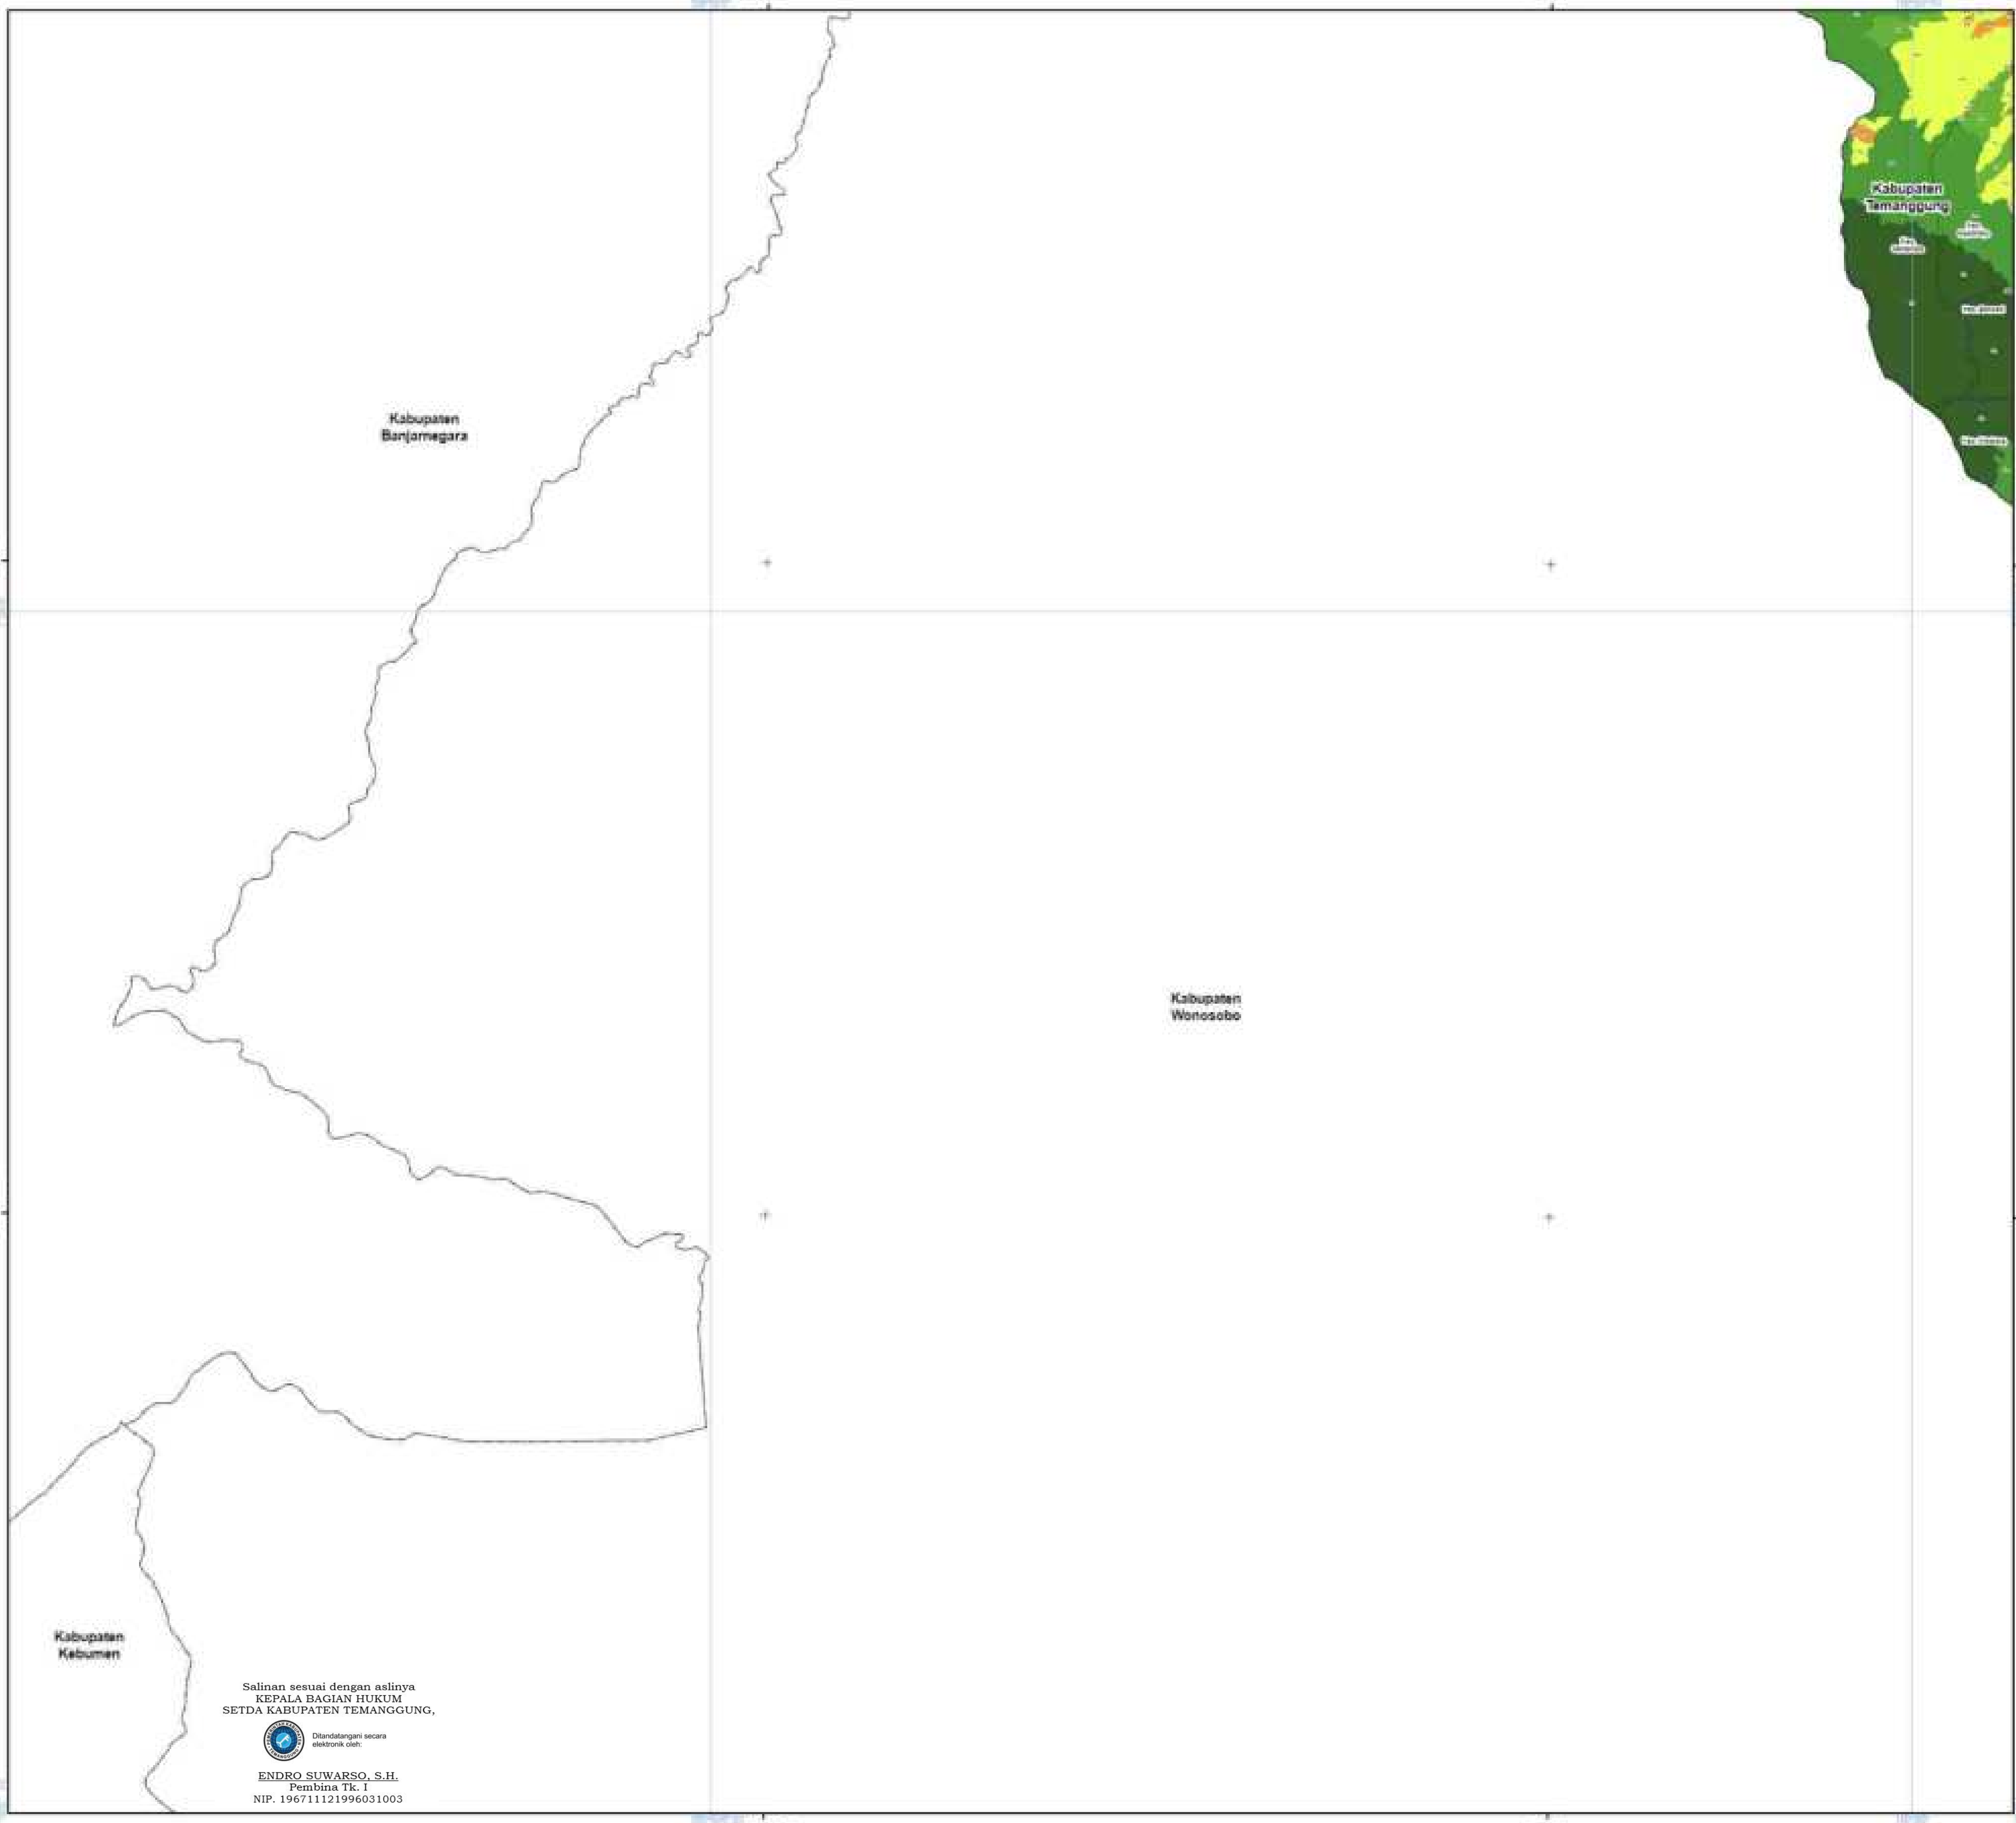 Kabupaten
Temanggung
Kabupaten
Banjarnegara
Kabupaten
Wonosobo
Kabupaten
Kebumen
Salinan sesuai dengan aslinya
KEPALA BAGIAN HUKUM
SETDA KABUPATEN TEMANGGUNG,
Ditandatangani secara
elektronik oleh:
ENDRO SUWARSO, S.H.
Pembina Tk. I
NIP. 196711121996031003